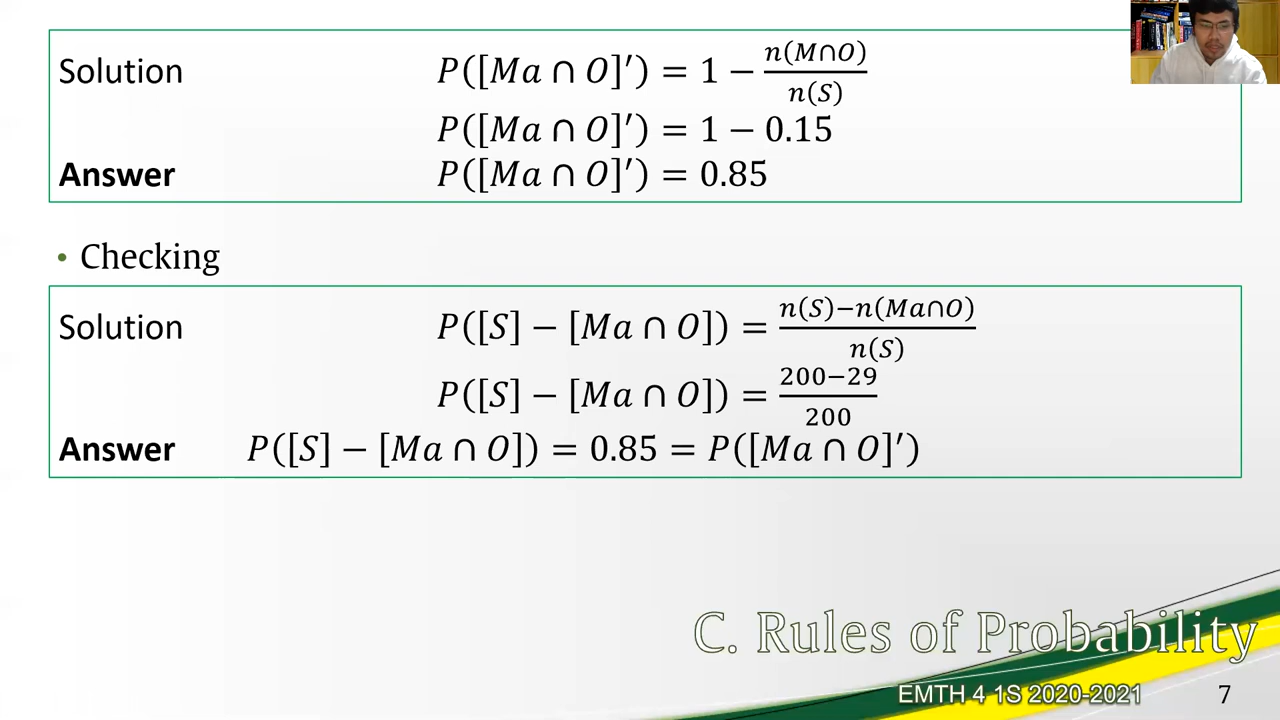 Solution P([Ma ∩ O]′) = 1 − n(M∩O)/n(S)
P([Ma ∩ O]′) = 1 − 0.15
Answer P([Ma ∩ O]′) = 0.85
• Checking
Solution P([S] − [Ma ∩ O]) = n(S)−n(Ma∩O)/n(S)
P([S] − [Ma ∩ O]) = 200−29/200
Answer P([S] − [Ma ∩ O]) = 0.85 = P([Ma ∩ O]′)
C. Rules of Probability
EMTH 4 1S 2020-2021 7